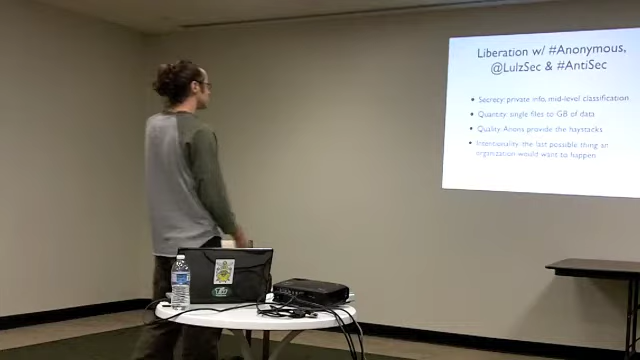 Liberation w/ #Anonymous,
@LulzSec & #AntiSec
• Secrecy: private info, mid-level classification.
• Quantity: single files to GB of data
• Quality: Anons provide the haystacks
• Intentionality: the last possible thing an
organization would want to happen.